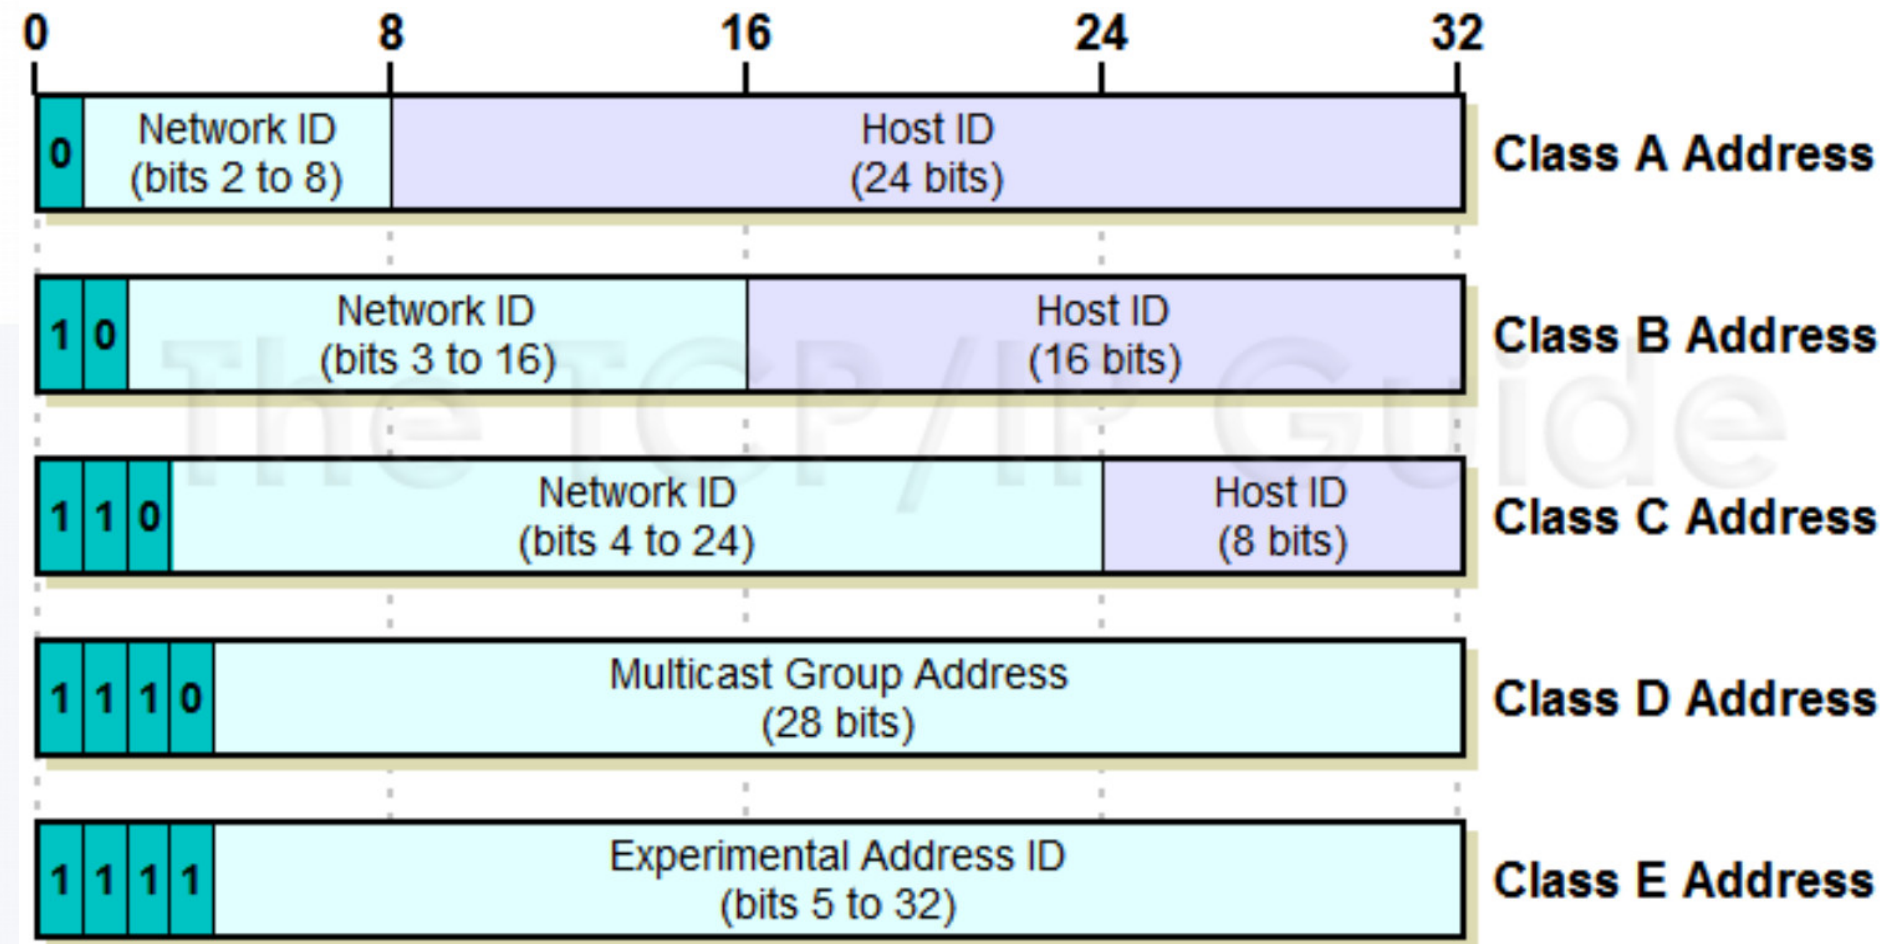 0 8 16 24 32
0 Network ID (bits 2 to 8) Host ID (24 bits) Class A Address
1 0 Network ID (bits 3 to 16) Host ID (16 bits) Class B Address
The TCP/IP Guide
1 1 0 Network ID (bits 4 to 24) Host ID (8 bits) Class C Address
1 1 1 0 Multicast Group Address (28 bits) Class D Address
1 1 1 1 Experimental Address ID (bits 5 to 32) Class E Address